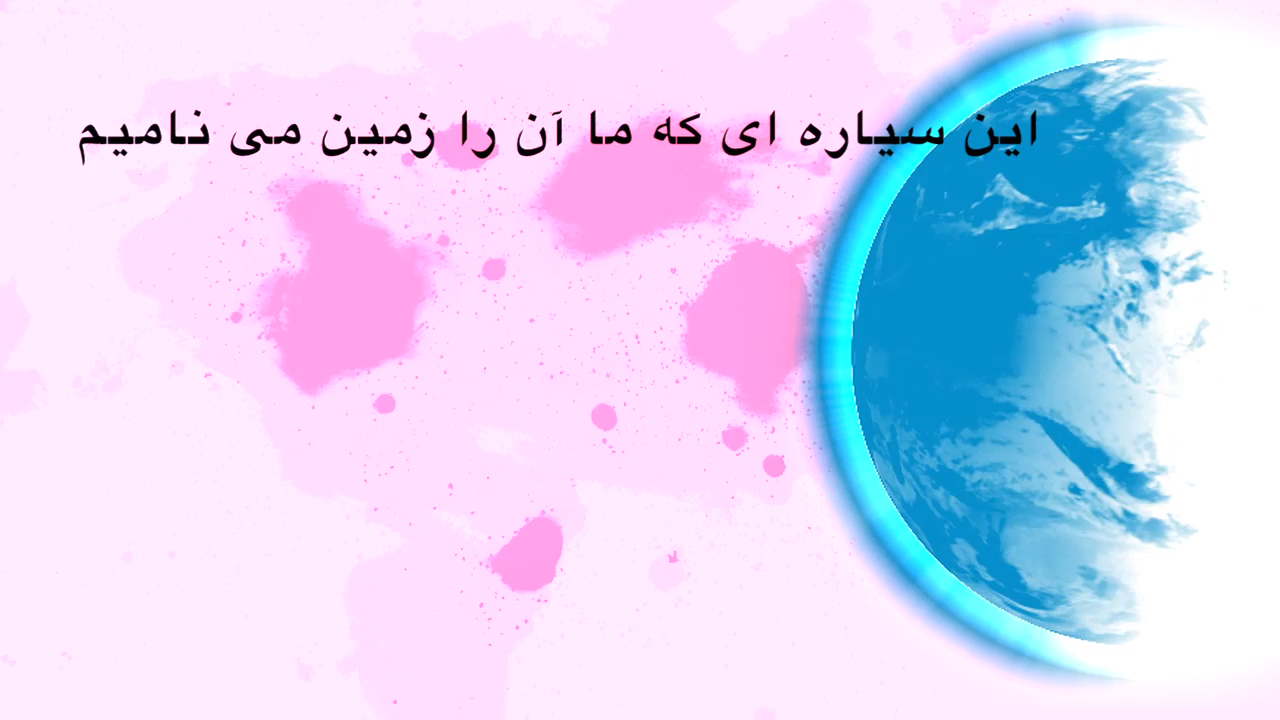 این سیاره ای که ما آن را زمین می نامیم